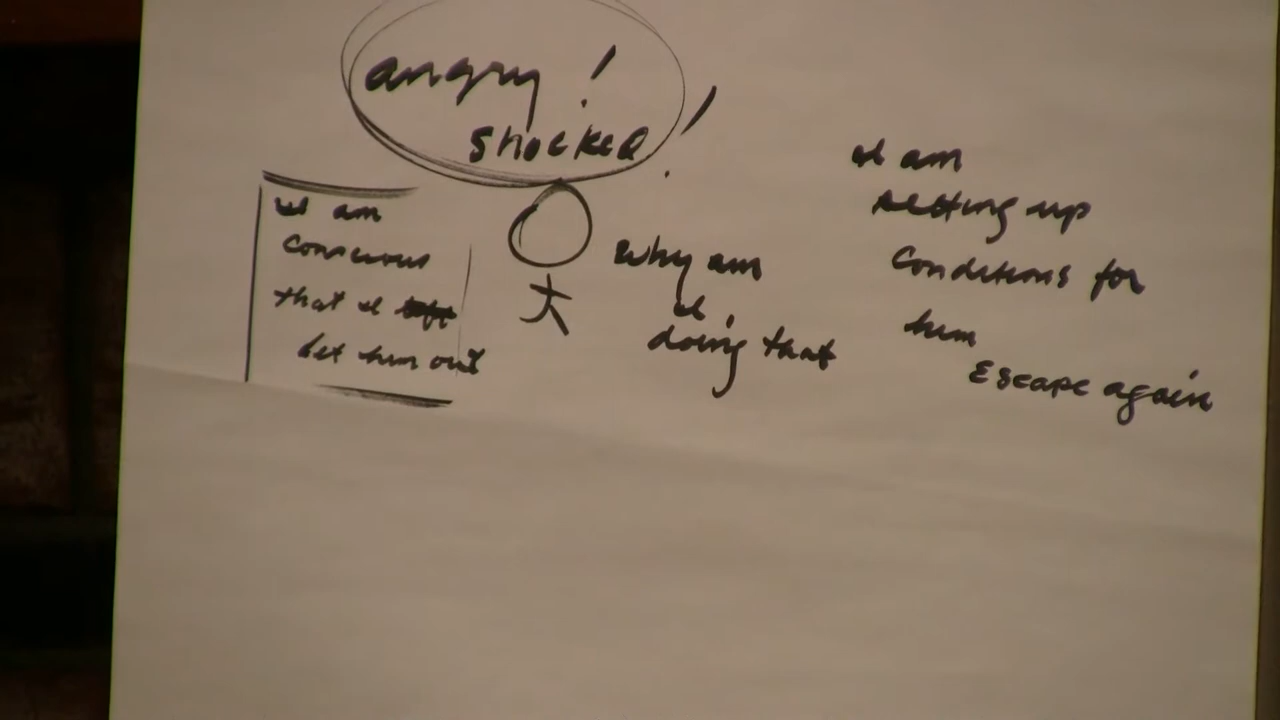 angry!
shocked!
I am
conscious
that I
let him out
Why am
I
doing that
I am
setting up
conditions for
him
escape again